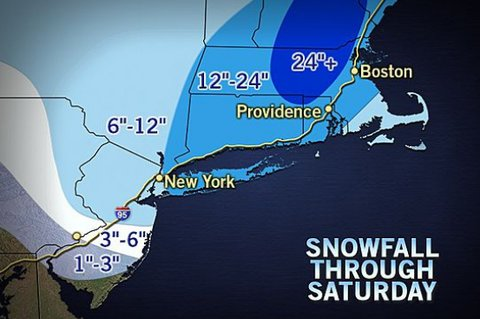 24"+
12"-24"
Boston
Providence
6"-12"
New York
95
3"-6"
1"-3"
SNOWFALL
THROUGH
SATURDAY